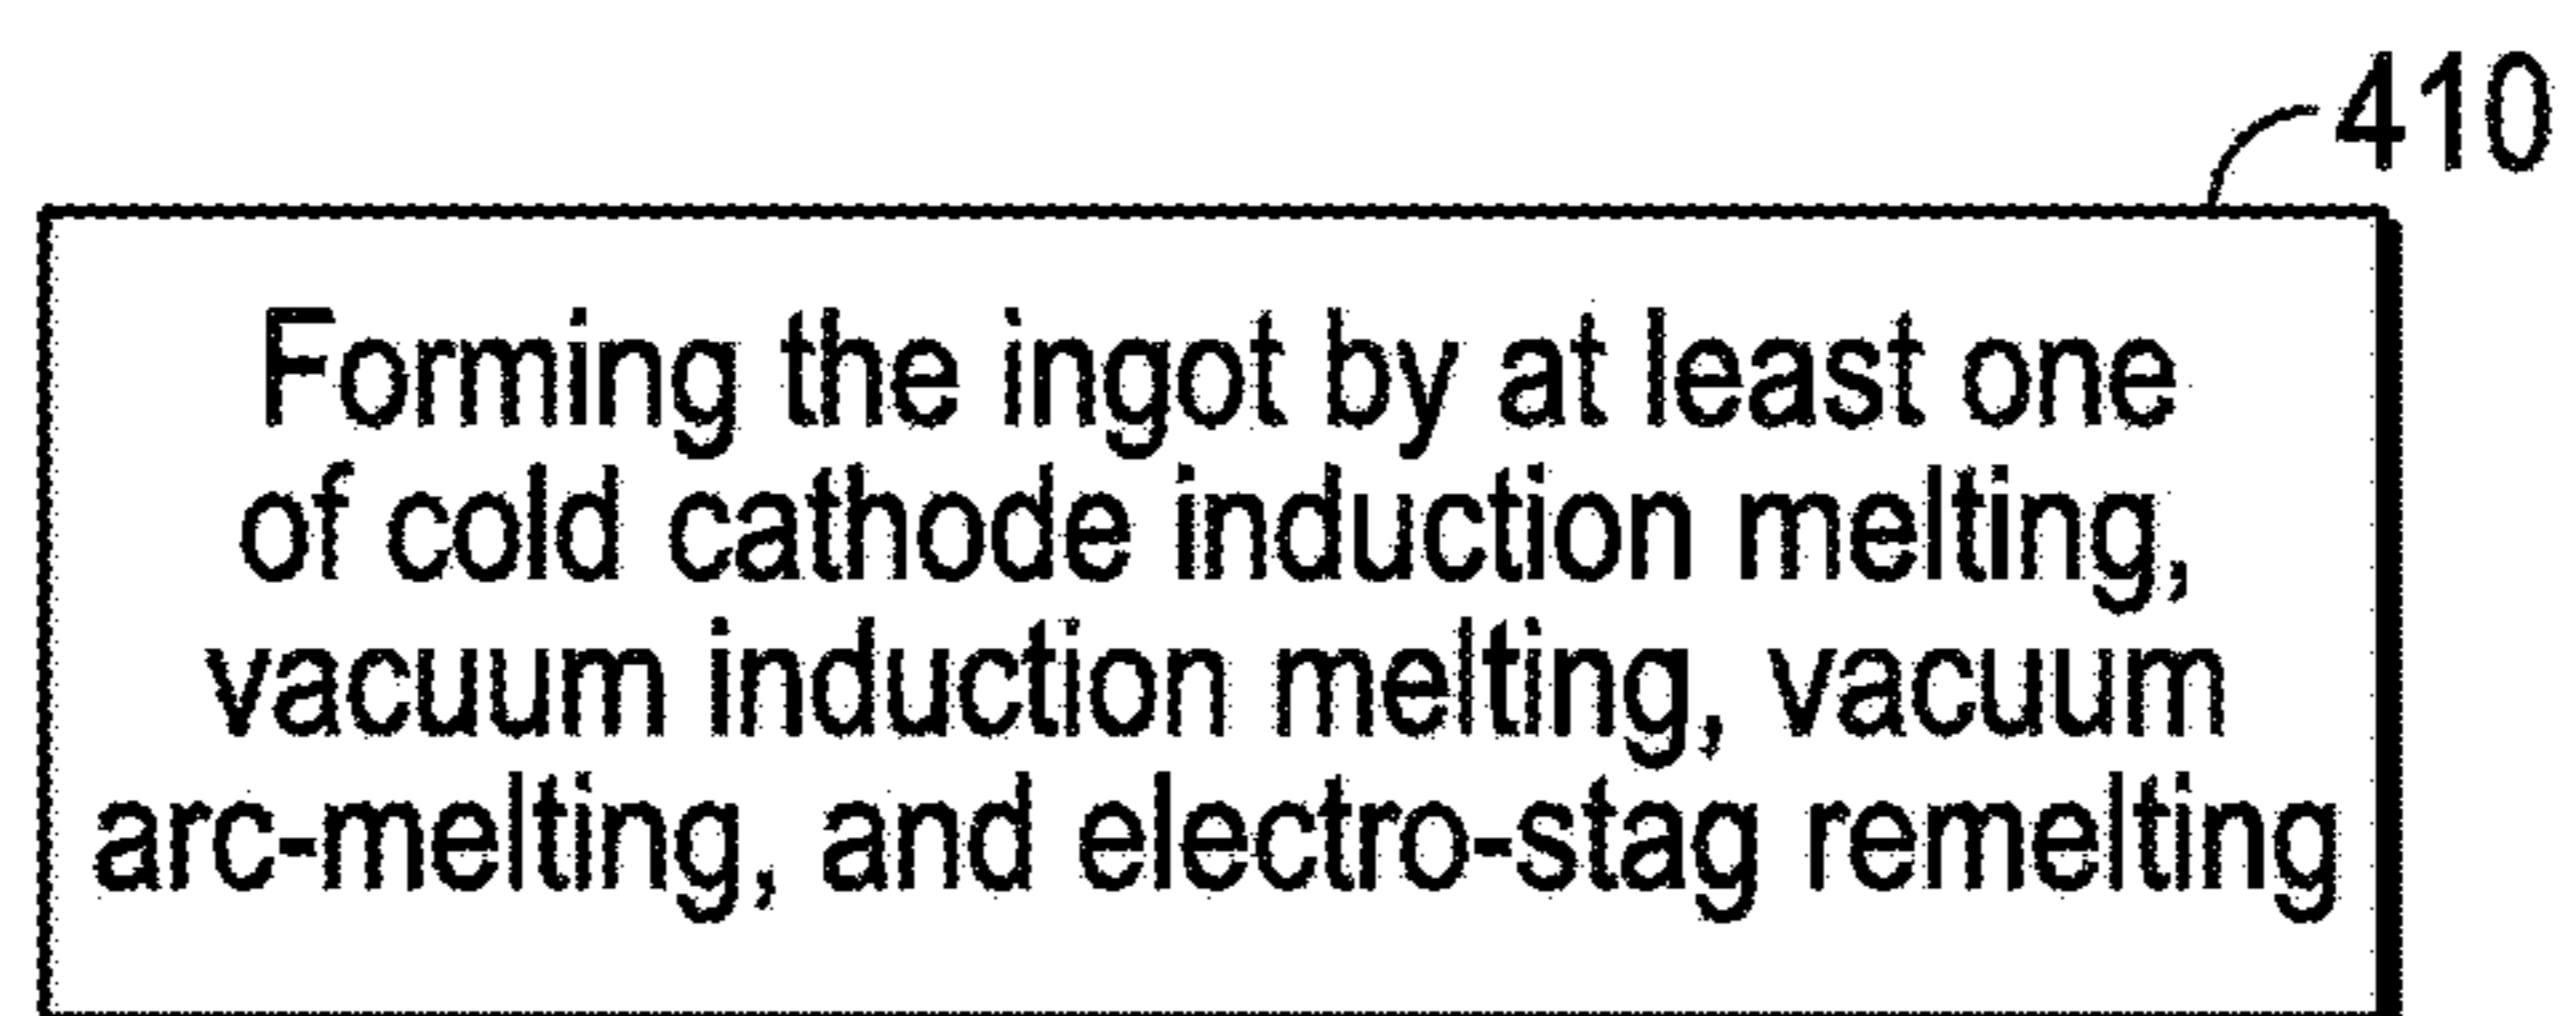 410
Forming the ingot by at least one
of cold cathode induction melting,
vacuum induction melting, vacuum
arc-melting, and electro-stag remelting